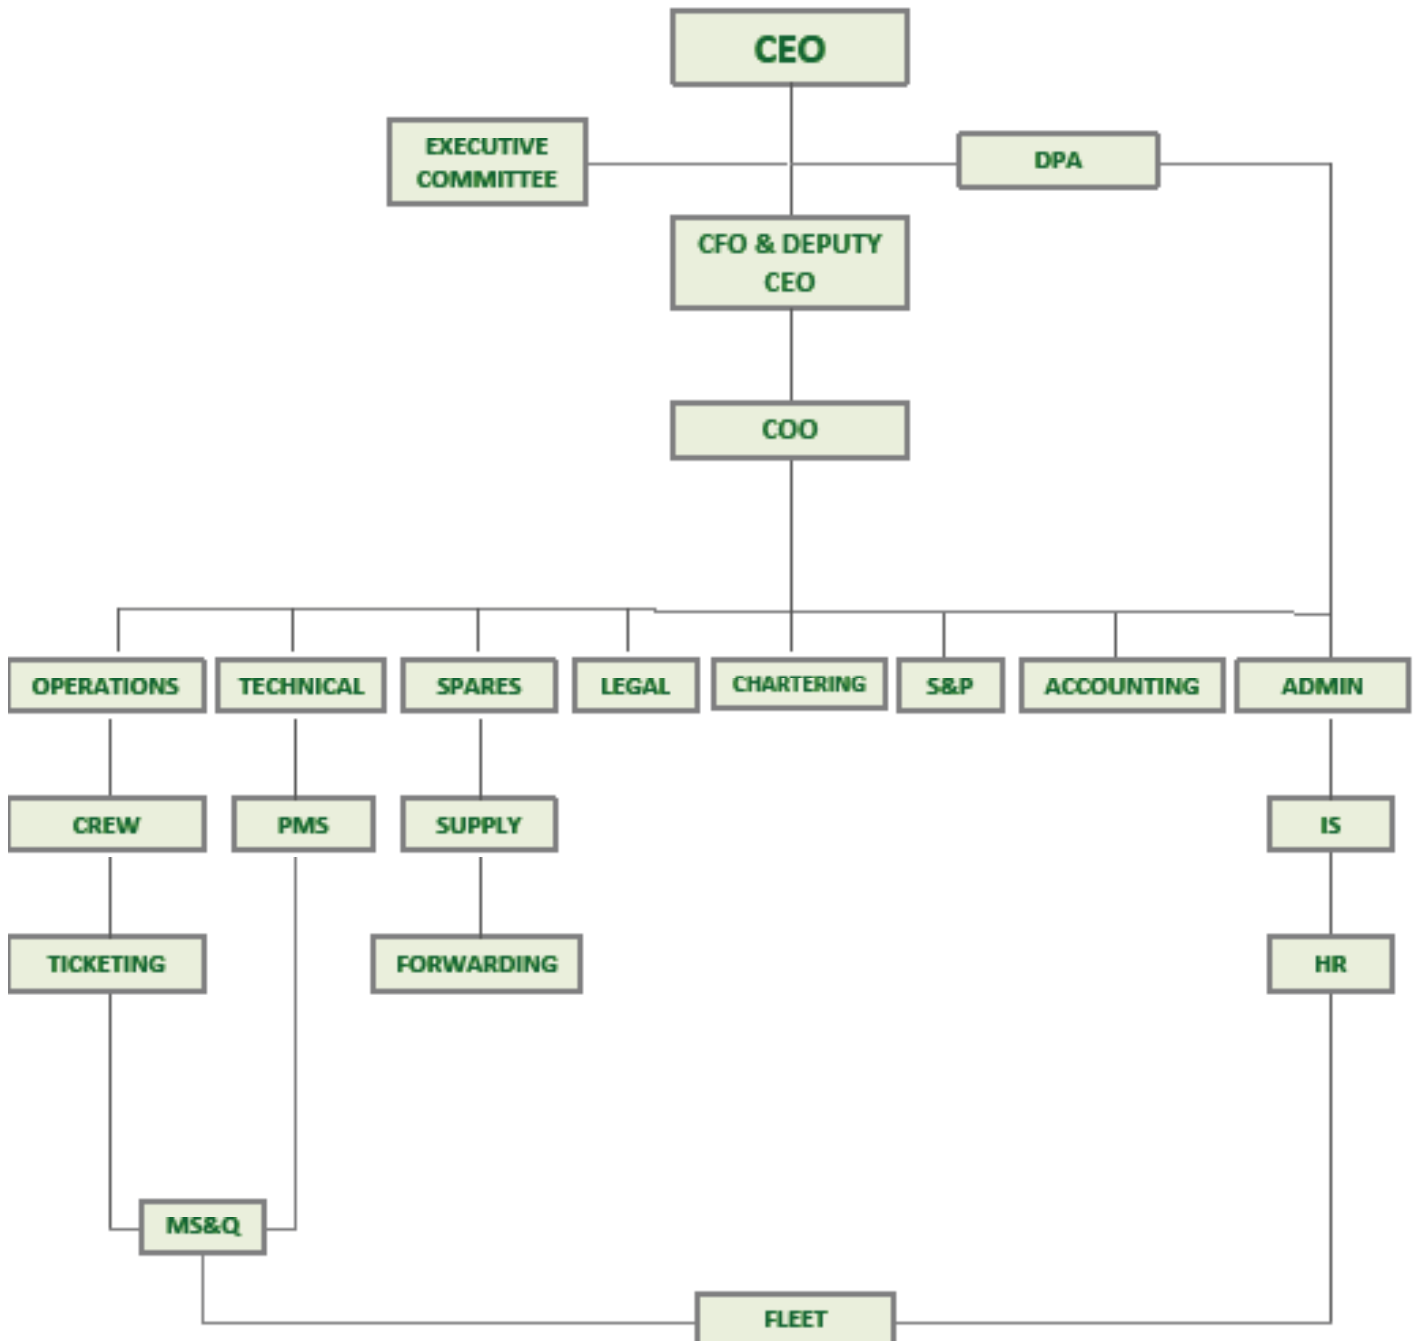 CEO
EXECUTIVE
COMMITTEE
DPA
CFO & DEPUTY
CEO
COO
OPERATIONS
TECHNICAL
SPARES
LEGAL
CHARTERING
S&P
ACCOUNTING
ADMIN
CREW
PMS
SUPPLY
IS
TICKETING
FORWARDING
HR
MS&Q
FLEET